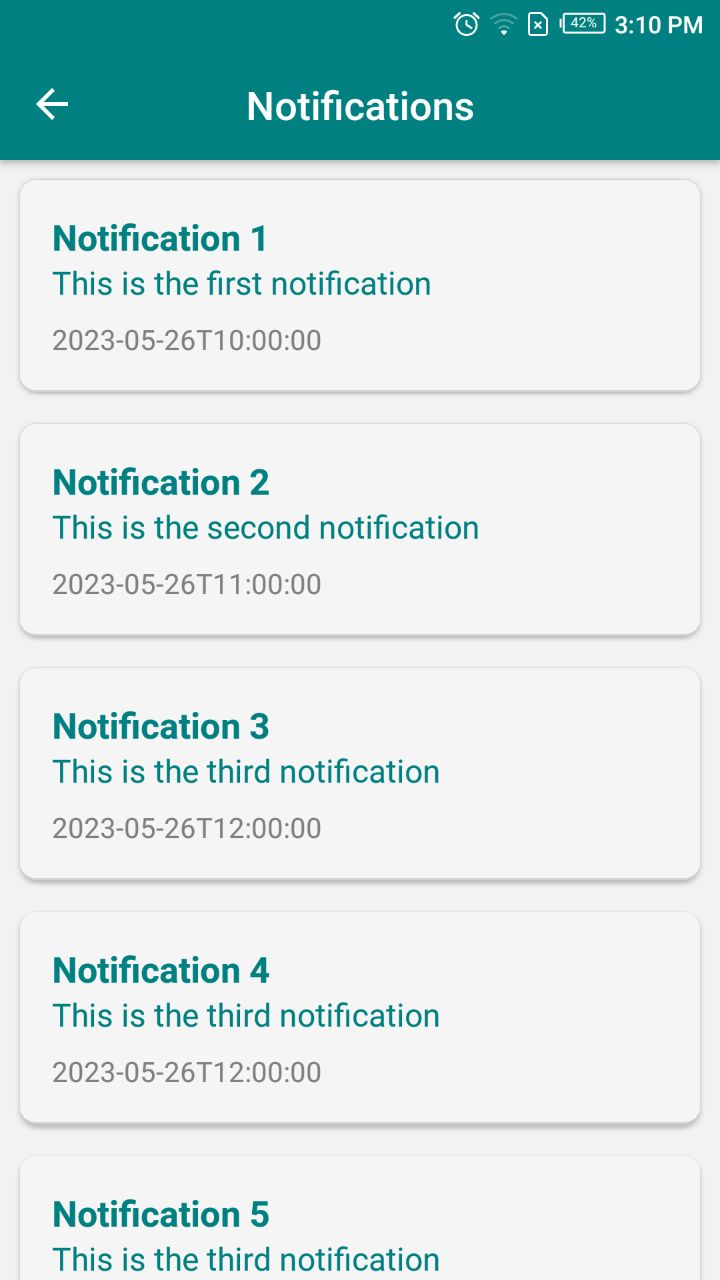 42% 3:10 PM
Notifications
Notification 1
This is the first notification
2023-05-26T10:00:00
Notification 2
This is the second notification
2023-05-26T11:00:00
Notification 3
This is the third notification
2023-05-26T12:00:00
Notification 4
This is the third notification
2023-05-26T12:00:00
Notification 5
This is the third notification